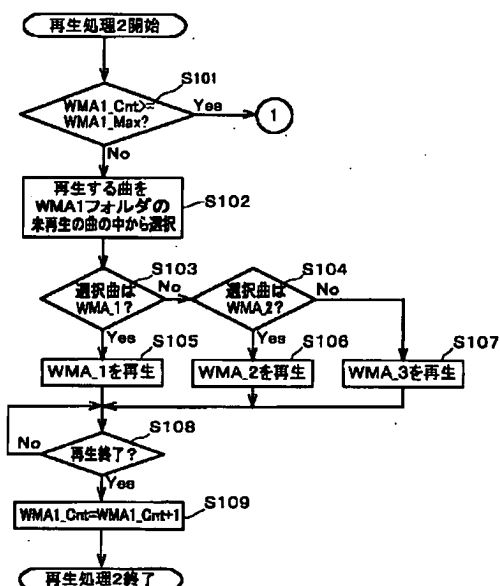 再生処理2開始
S101
WMA1_Cnt>=
WMA1_Max?
Yes
1
No
再生する曲を
WMA1フォルダの
未再生の曲の中から選択
S102
S103
選択曲は
WMA_1?
No
S104
選択曲は
WMA_2?
No
Yes
S105
Yes
S106
S107
WMA_1を再生
WMA_2を再生
WMA_3を再生
S108
No
再生終了?
Yes
S109
WMA1_Cnt=WMA1_Cnt+1
再生処理2終了